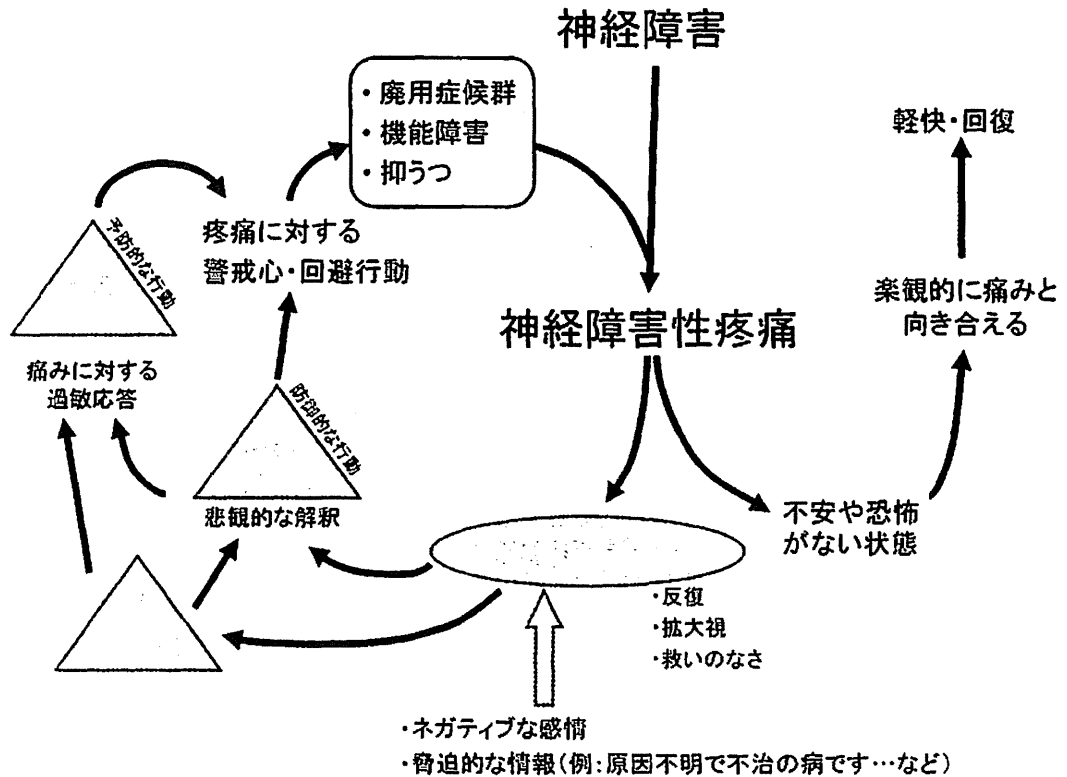 神経障害
・廃用症候群
・機能障害
・抑うつ
軽快・回復
予防的な行動
疼痛に対する
警戒心・回避行動
楽観的に痛みと
向き合える
神経障害性疼痛
痛みに対する
過敏応答
防御的な行動
悲観的な解釈
不安や恐怖
がない状態
・反復
・拡大視
・救いのなさ
・ネガティブな感情
・脅迫的な情報(例:原因不明で不治の病です…など)